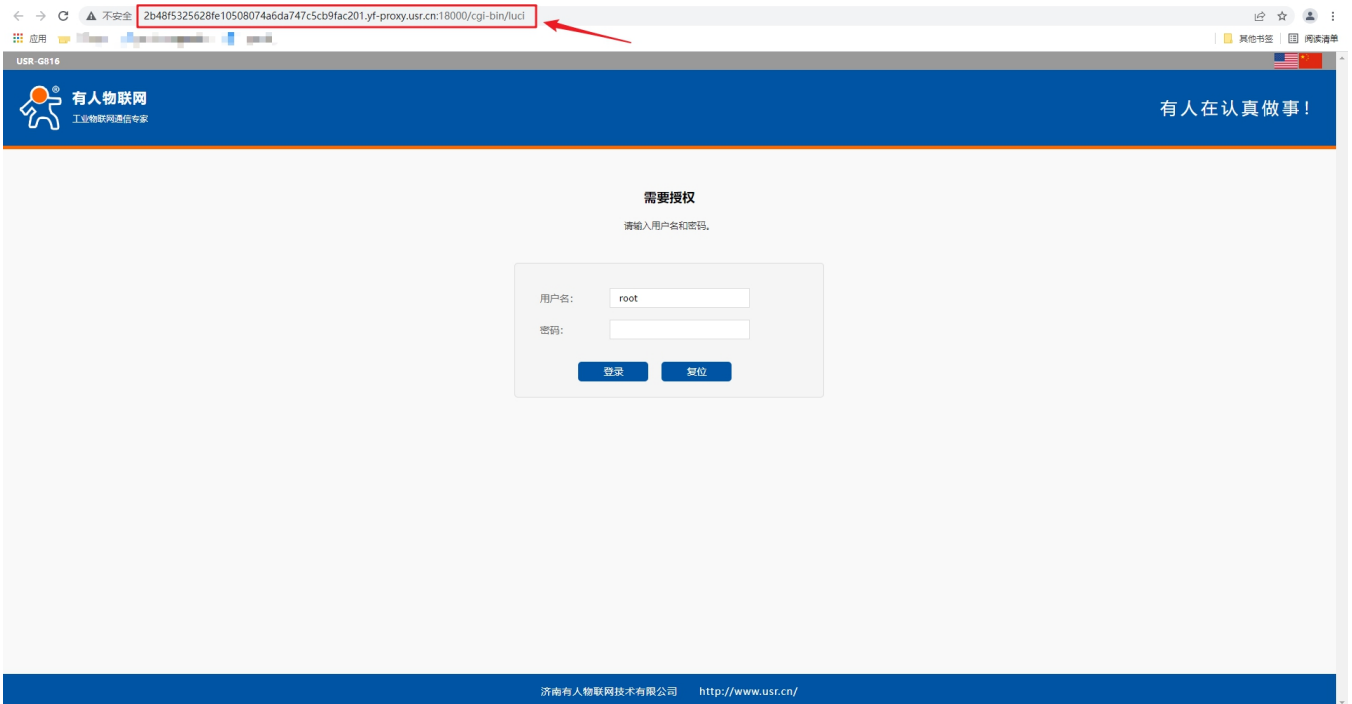 不安全 2b48f5325628fe10508074a6da747c5cb9fac201.yf-proxy.usr.cn:18000/cgi-bin/luci
应用 其他书签 阅读清单
USR-G816
有人物联网
®
工业物联网通信专家
有人在认真做事!
需要授权
请输入用户名和密码。
用户名: root
密码:
登录 复位
济南有人物联网技术有限公司 http://www.usr.cn/